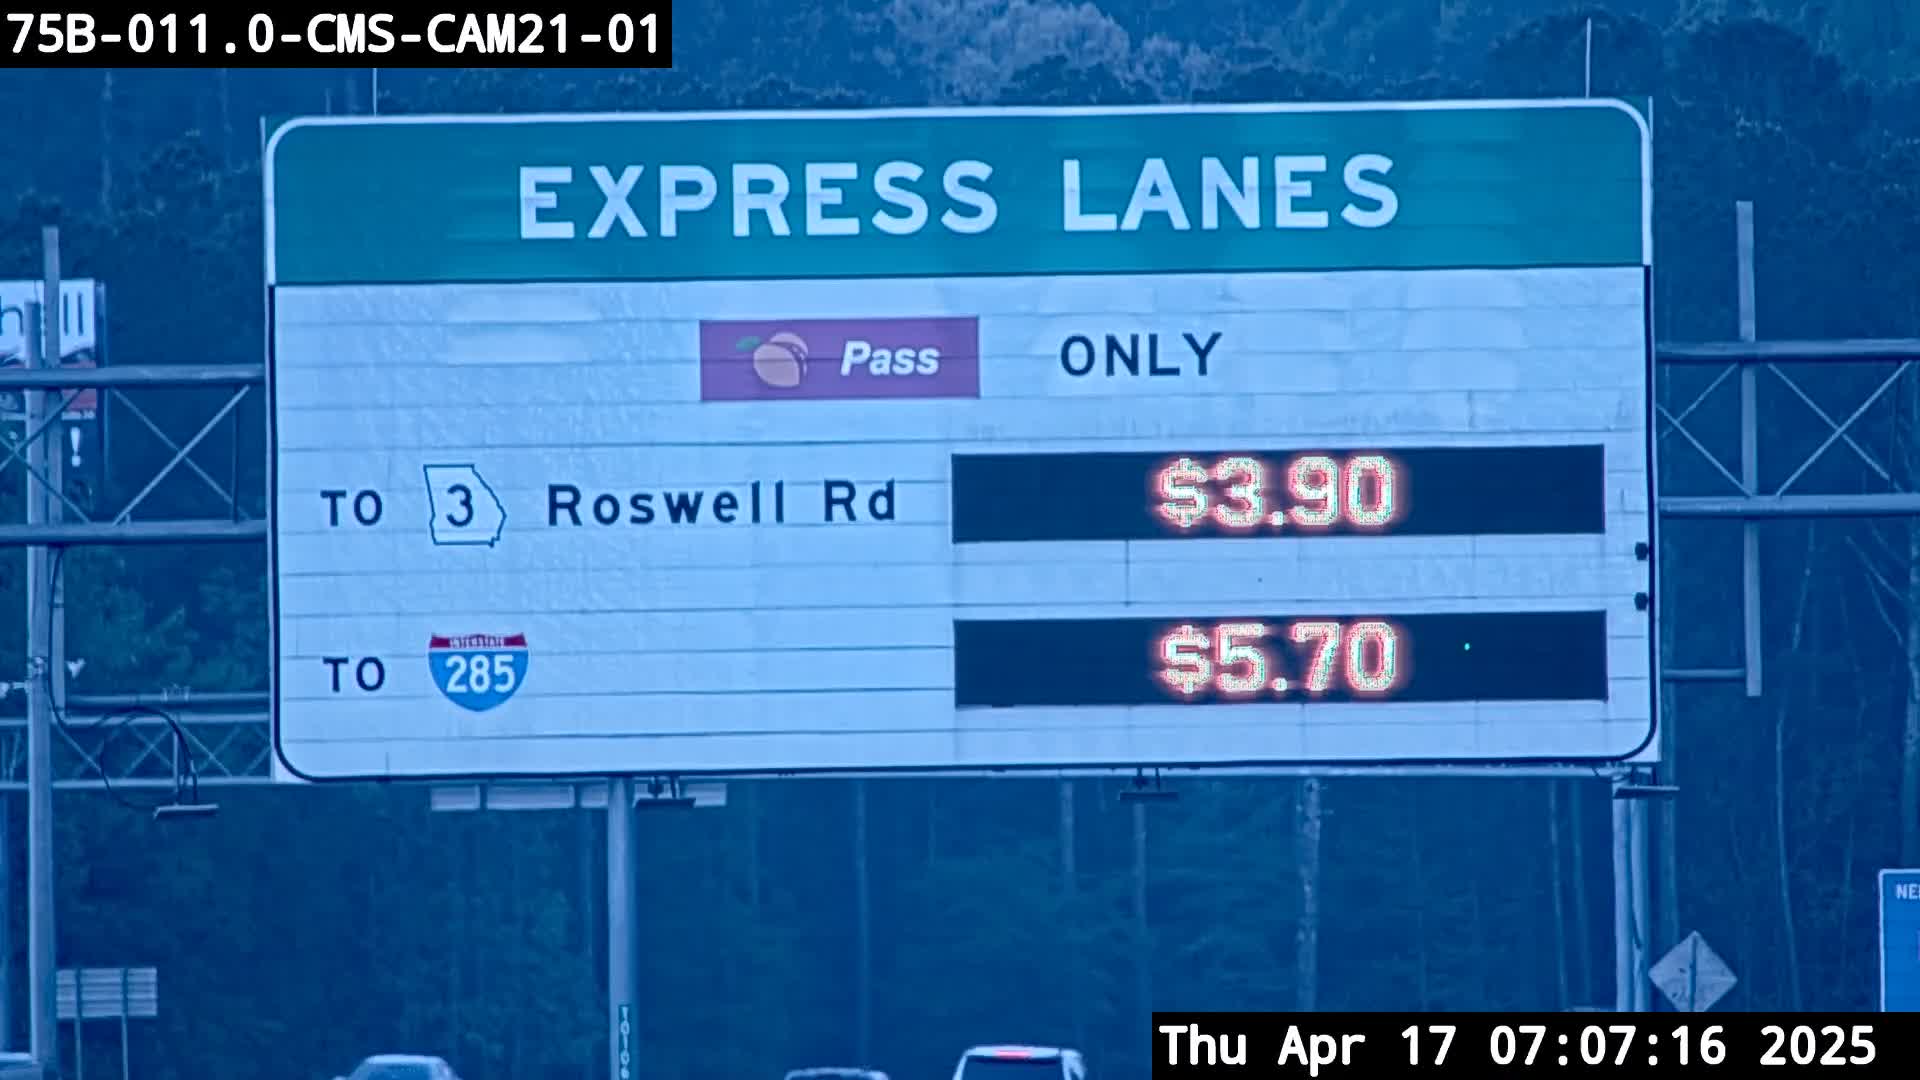 75B-011.0-CMS-CAM21-01
EXPRESS LANES
Pass ONLY
TO 3 Roswell Rd $3.90
INTERSTATE
TO 285 $5.70
Thu Apr 17 07:07:16 2025